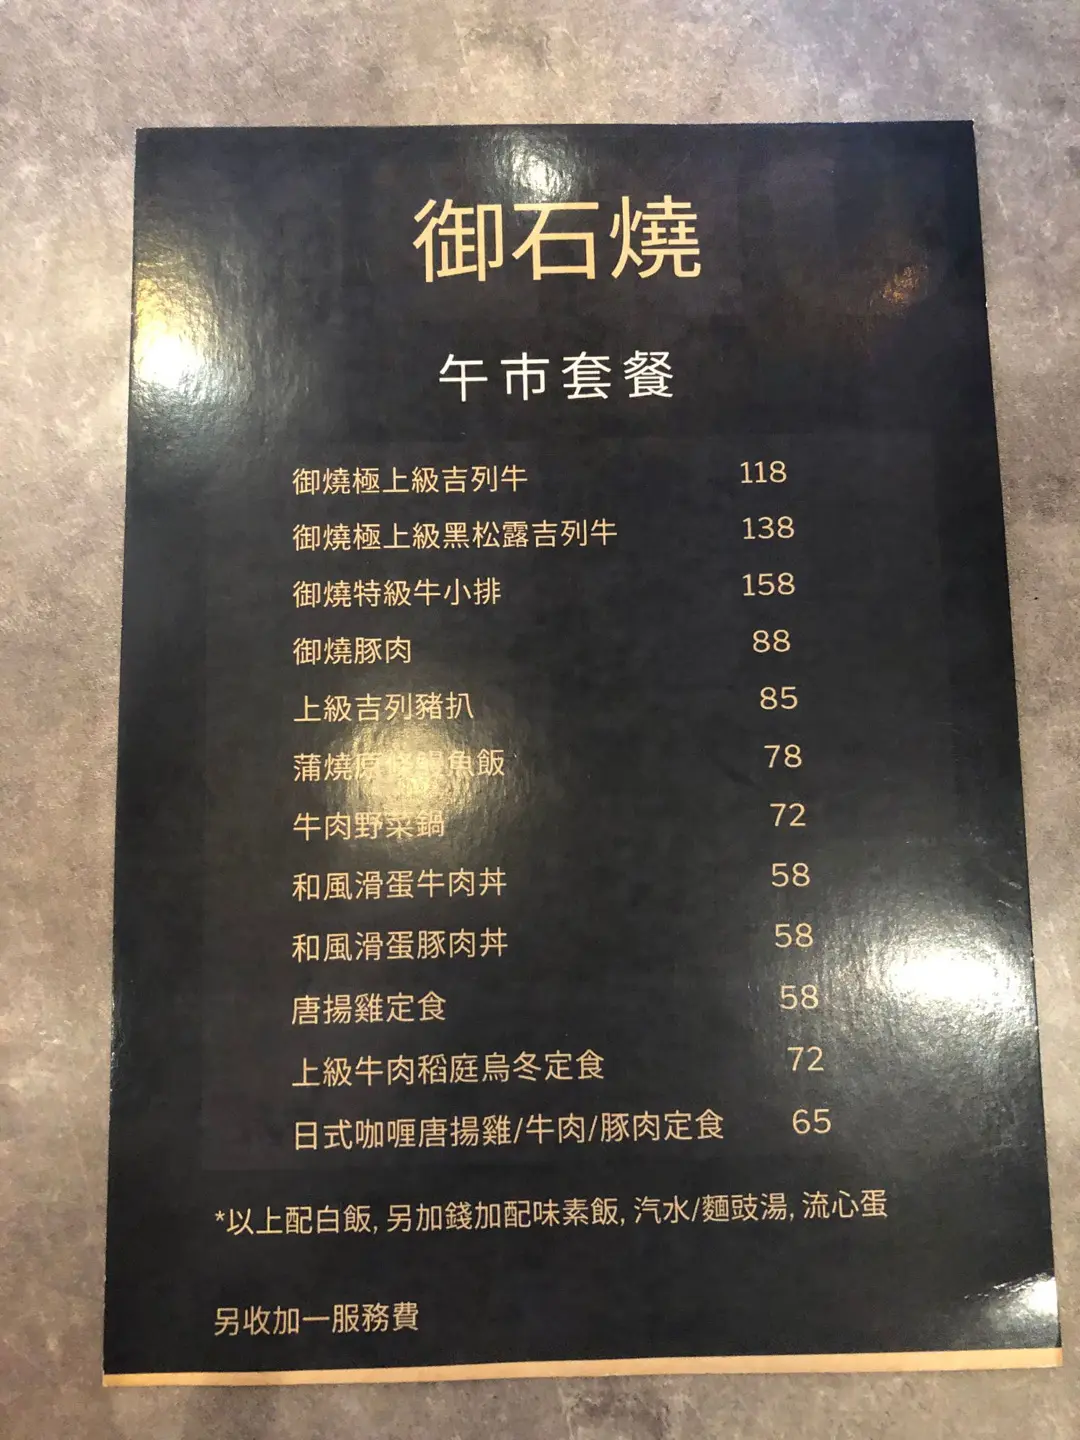 御石燒
午市套餐
御燒極上級吉列牛 118
御燒極上級黑松露吉列牛 138
御燒特級牛小排 158
御燒豚肉 88
上級吉列豬扒 85
蒲燒原條鰻魚飯 78
牛肉野菜鍋 72
和風滑蛋牛肉丼 58
和風滑蛋豚肉丼 58
唐揚雞定食 58
上級牛肉稻庭烏冬定食 72
日式咖喱唐揚雞/牛肉/豚肉定食 65
*以上配白飯, 另加錢加配味素飯, 汽水/麵豉湯, 流心蛋
另收加一服務費